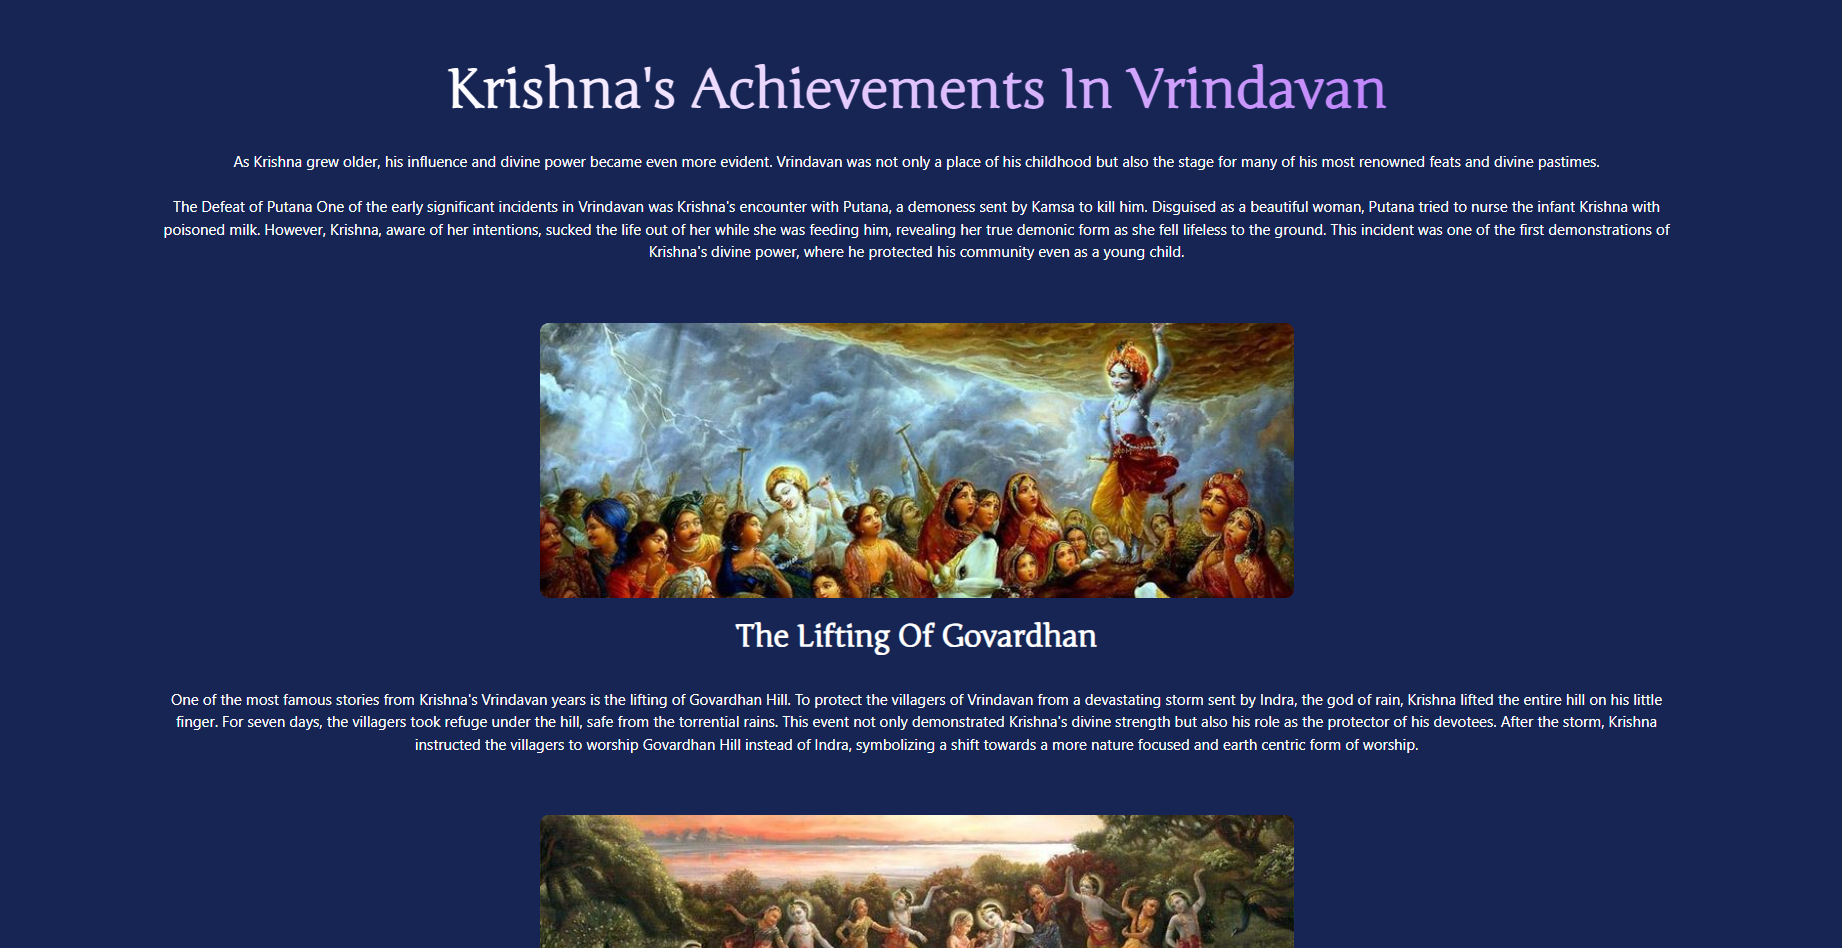 Krishna's Achievements In Vrindavan
As Krishna grew older, his influence and divine power became even more evident. Vrindavan was not only a place of his childhood but also the stage for many of his most renowned feats and divine pastimes.
The Defeat of Putana One of the early significant incidents in Vrindavan was Krishna's encounter with Putana, a demoness sent by Kamsa to kill him. Disguised as a beautiful woman, Putana tried to nurse the infant Krishna with
poisoned milk. However, Krishna, aware of her intentions, sucked the life out of her while she was feeding him, revealing her true demonic form as she fell lifeless to the ground. This incident was one of the first demonstrations of
Krishna's divine power, where he protected his community even as a young child.
The Lifting Of Govardhan
One of the most famous stories from Krishna's Vrindavan years is the lifting of Govardhan Hill. To protect the villagers of Vrindavan from a devastating storm sent by Indra, the god of rain, Krishna lifted the entire hill on his little
finger. For seven days, the villagers took refuge under the hill, safe from the torrential rains. This event not only demonstrated Krishna's divine strength but also his role as the protector of his devotees. After the storm, Krishna
instructed the villagers to worship Govardhan Hill instead of Indra, symbolizing a shift towards a more nature focused and earth centric form of worship.